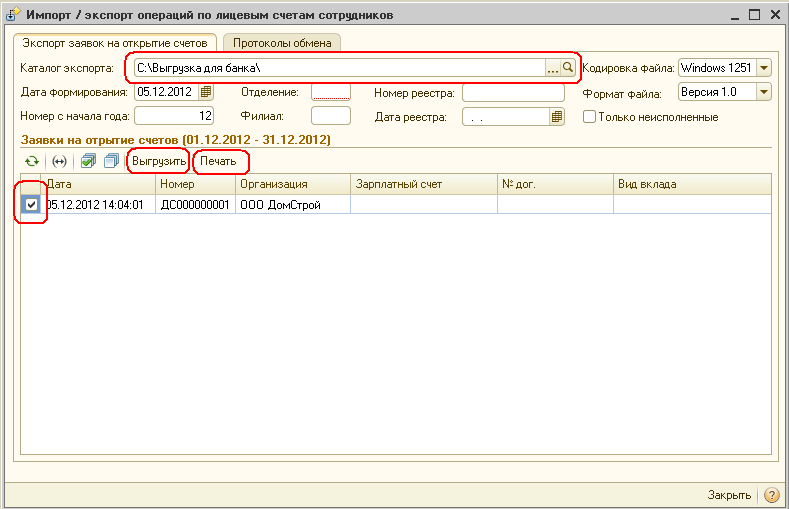 Импорт / экспорт операций по лицевым счетам сотрудников
Экспорт заявок на открытие счетов Протоколы обмена
Каталог экспорта: C:\Выгрузка для банка\ ... Кодировка файла: Windows 1251
Дата формирования: 05.12.2012 Отделение: Номер реестра: Формат файла: Версия 1.0
Номер с начала года: 12 Филиал: Дата реестра: . . Только неисполненные
Заявки на отрытие счетов (01.12.2012 - 31.12.2012)
Выгрузить Печать
Дата Номер Организация Зарплатный счет № дог. Вид вклада
05.12.2012 14:04:01 ДС000000001 ООО ДомСтрой
Закрыть ?